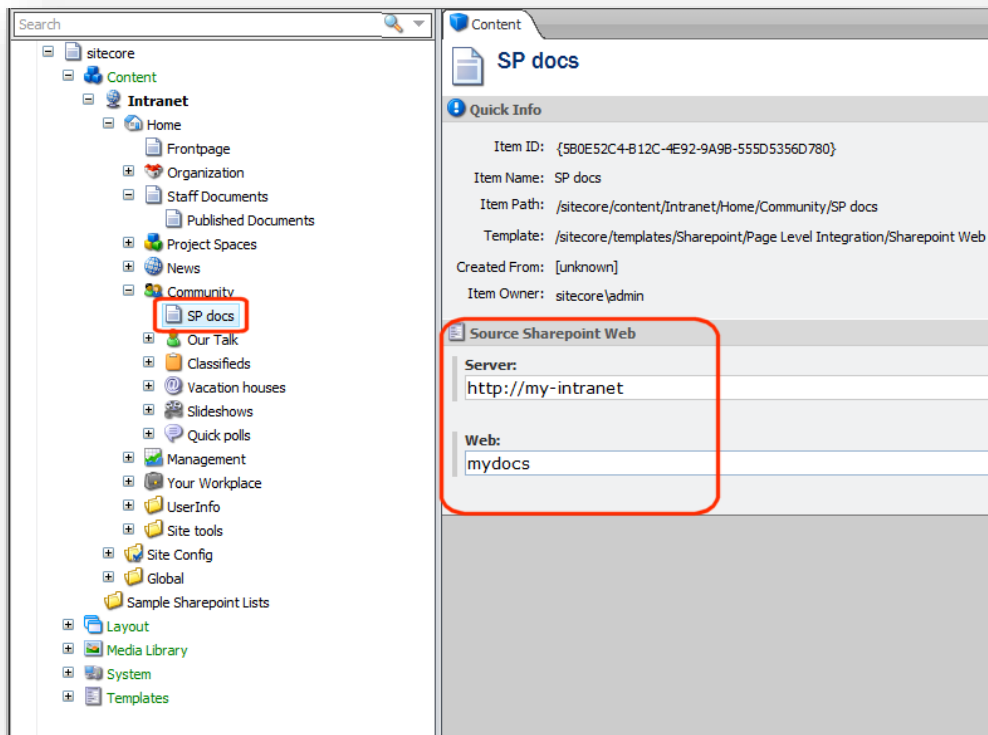 Search
sitecore
Content
Intranet
Home
Frontpage
Organization
Staff Documents
Published Documents
Project Spaces
News
Community
SP docs
Our Talk
Classifieds
Vacation houses
Slideshows
Quick polls
Management
Your Workplace
UserInfo
Site tools
Site Config
Global
Sample Sharepoint Lists
Layout
Media Library
System
Templates
Content
SP docs
Quick Info
Item ID: {5B0E52C4-B12C-4E92-9A9B-555D5356D780}
Item Name: SP docs
Item Path: /sitecore/content/Intranet/Home/Community/SP docs
Template: /sitecore/templates/Sharepoint/Page Level Integration/Sharepoint Web
Created From: [unknown]
Item Owner: sitecore\admin
Source Sharepoint Web
Server:
http://my-intranet
Web:
mydocs